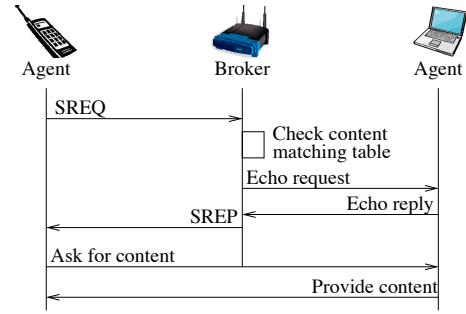 Agent
Broker
Agent
SREQ
Check content
matching table
Echo request
Echo reply
SREP
Ask for content
Provide content